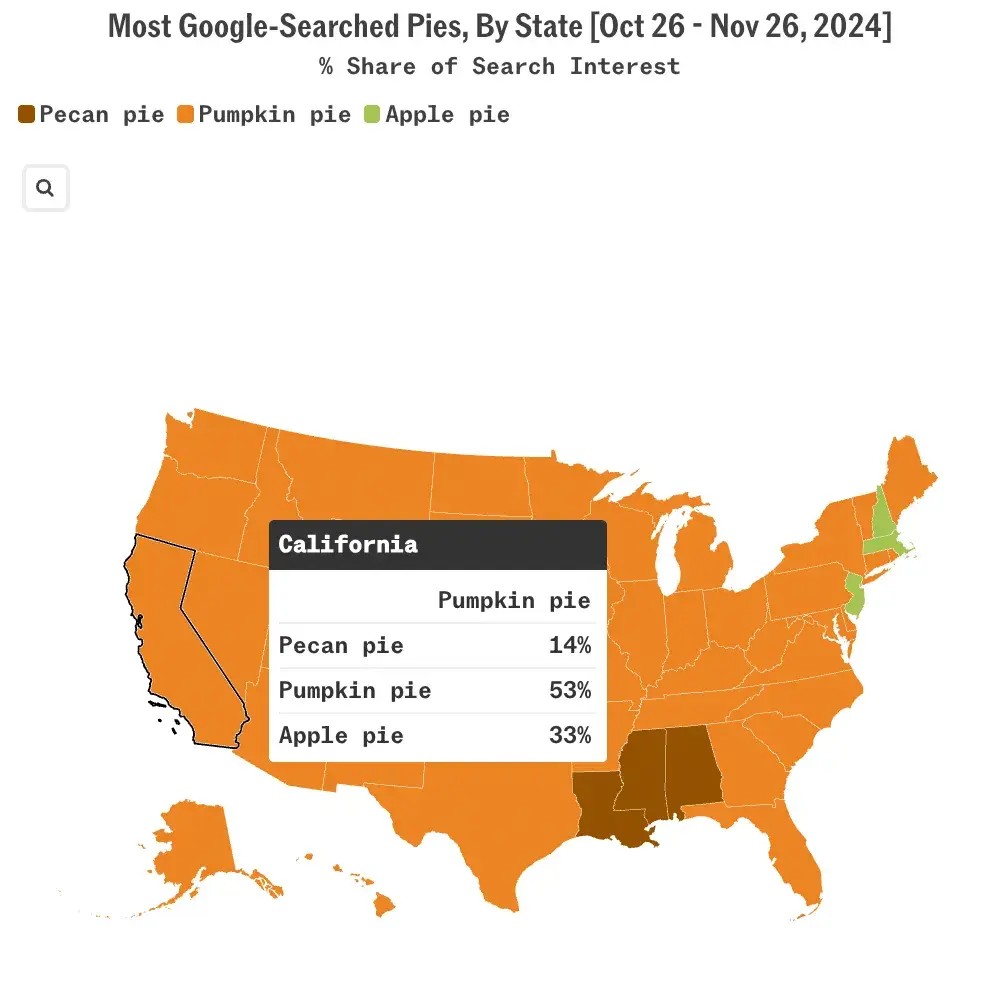 Most Google-Searched Pies, By State [Oct 26 - Nov 26, 2024]
% Share of Search Interest
Pecan pie Pumpkin pie Apple pie
California
Pumpkin pie
Pecan pie 14%
Pumpkin pie 53%
Apple pie 33%